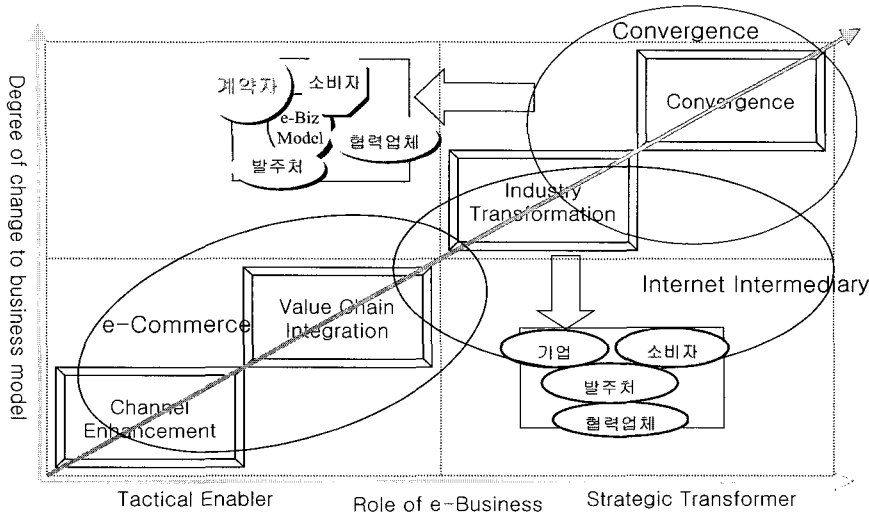 Convergence
계약자
소비자
e-Biz
Model
협력업체
발주처
Convergence
Industry
Transformation
Degree of change to business model
Internet Intermediary
e-Commerce
Value Chain
Integration
가업
소비자
발주처
협력업체
Channel
Enhancement
Tactical Enabler
Role of e-Business
Strategic Transformer